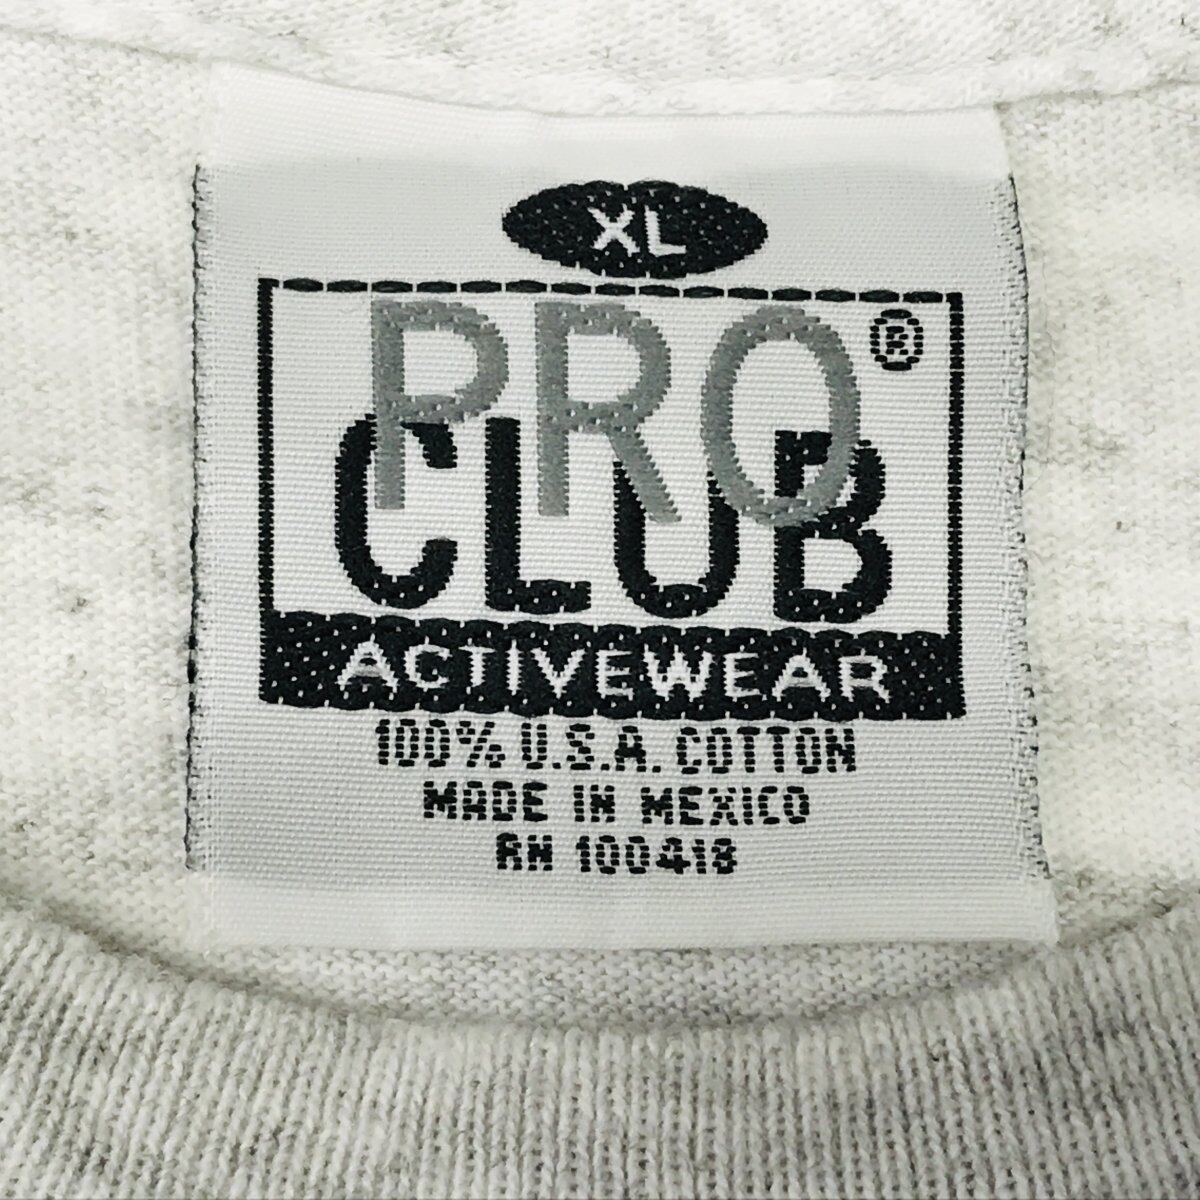 XL
PRO®
CLUB
ACTIVEWEAR
100% U.S.A. COTTON
MADE IN MEXICO
RN 100418